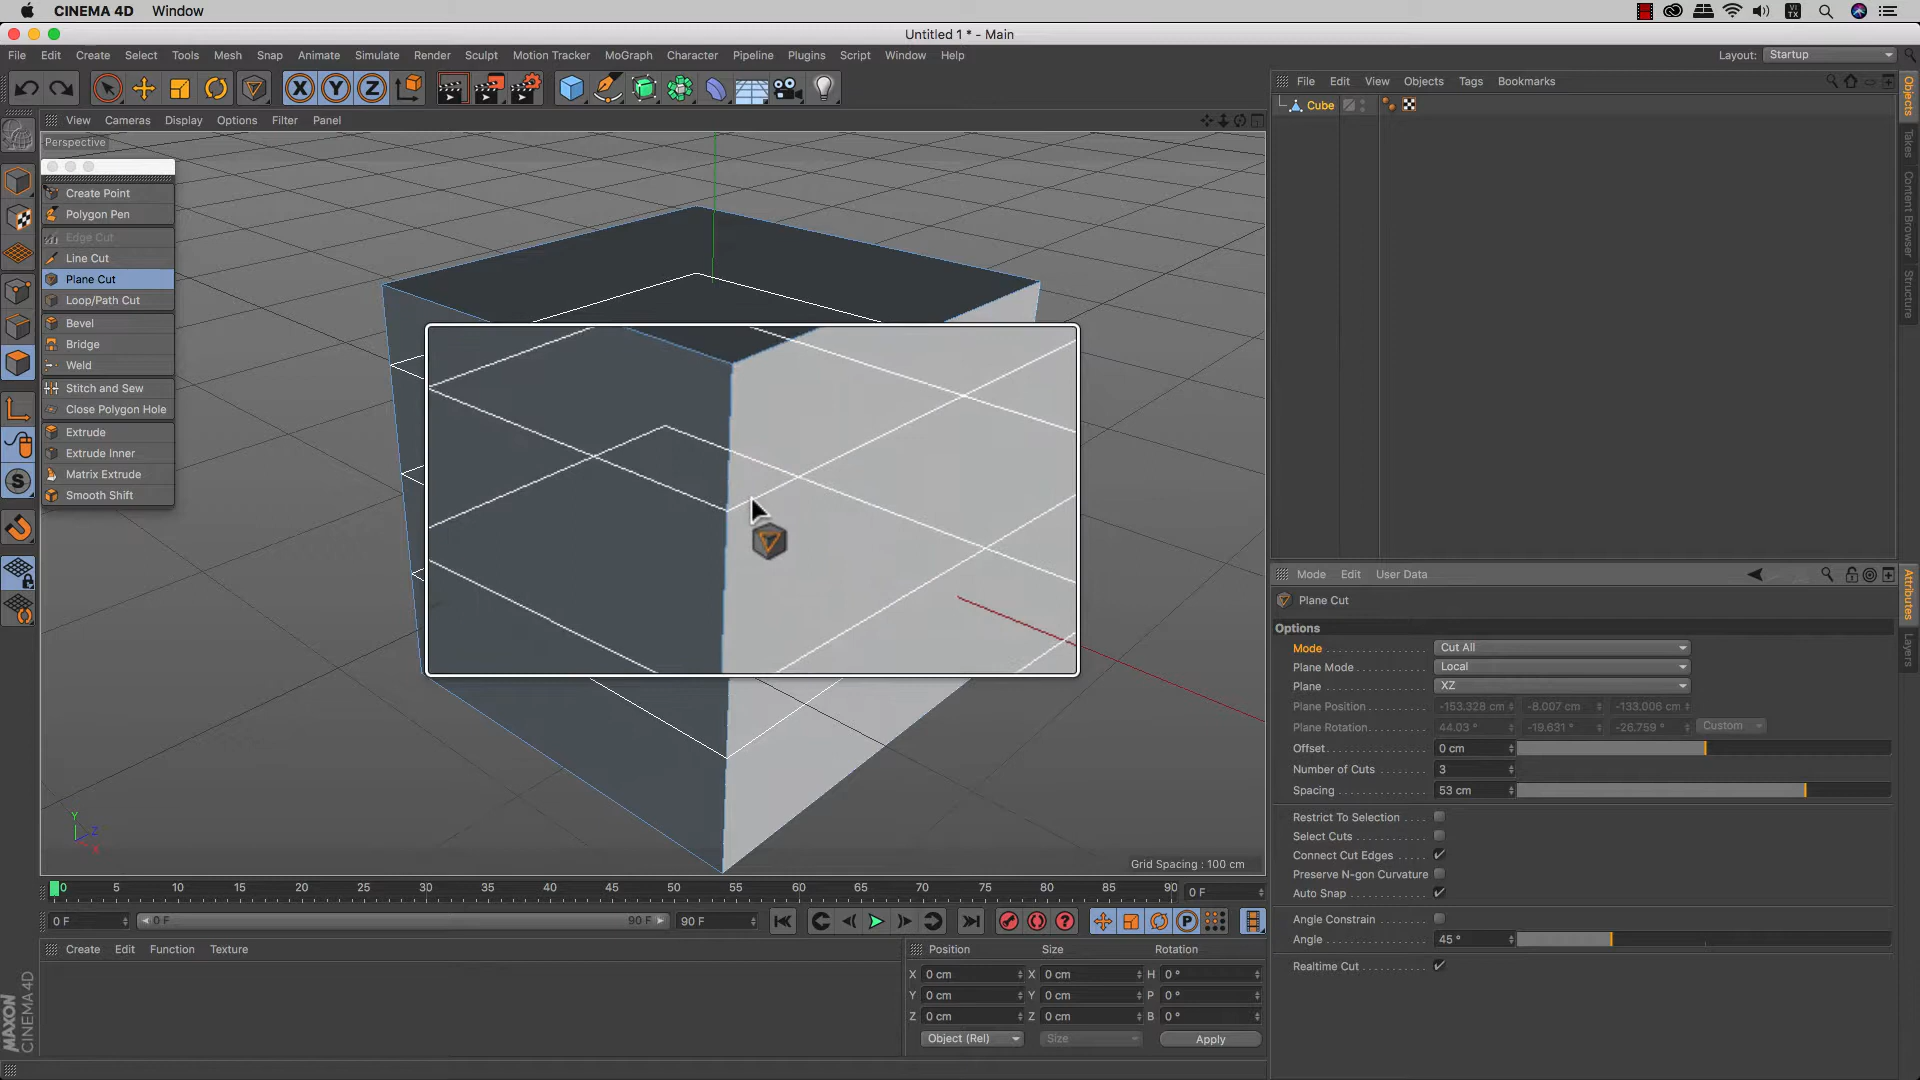 CINEMA 4D Window
Untitled 1 * - Main
File Edit Create Select Tools Mesh Snap Animate Simulate Render Sculpt Motion Tracker MoGraph Character Pipeline Plugins Script Window Help
Layout: Startup
X Y Z
File Edit View Objects Tags Bookmarks
Cube
View Cameras Display Options Filter Panel
Perspective
Create Point
Polygon Pen
Edge Cut
Line Cut
Plane Cut
Loop/Path Cut
Bevel
Bridge
Weld
Stitch and Sew
Close Polygon Hole
Extrude
Extrude Inner
Matrix Extrude
Smooth Shift
S
Objects
Takes
Content Browser
Structure
Y
Z
X
Grid Spacing : 100 cm
0 5 10 15 20 25 30 35 40 45 50 55 60 65 70 75 80 85 90 0 F
0 F 0 F 90 F 90 F
Create Edit Function Texture
Position Size Rotation
X 0 cm X 0 cm H 0 °
Y 0 cm Y 0 cm P 0 °
Z 0 cm Z 0 cm B 0 °
Object (Rel) Size Apply
MAXON
CINEMA 4D
Mode Edit User Data
Plane Cut
Options
Mode Cut All
Plane Mode Local
Plane XZ
Plane Position -153.328 cm -8.007 cm -133.006 cm
Plane Rotation 44.03 ° -19.631 ° -26.759 ° Custom
Offset 0 cm
Number of Cuts 3
Spacing 53 cm
Restrict To Selection
Select Cuts
Connect Cut Edges
Preserve N-gon Curvature
Auto Snap
Angle Constrain
Angle 45 °
Realtime Cut
Attributes
Layers